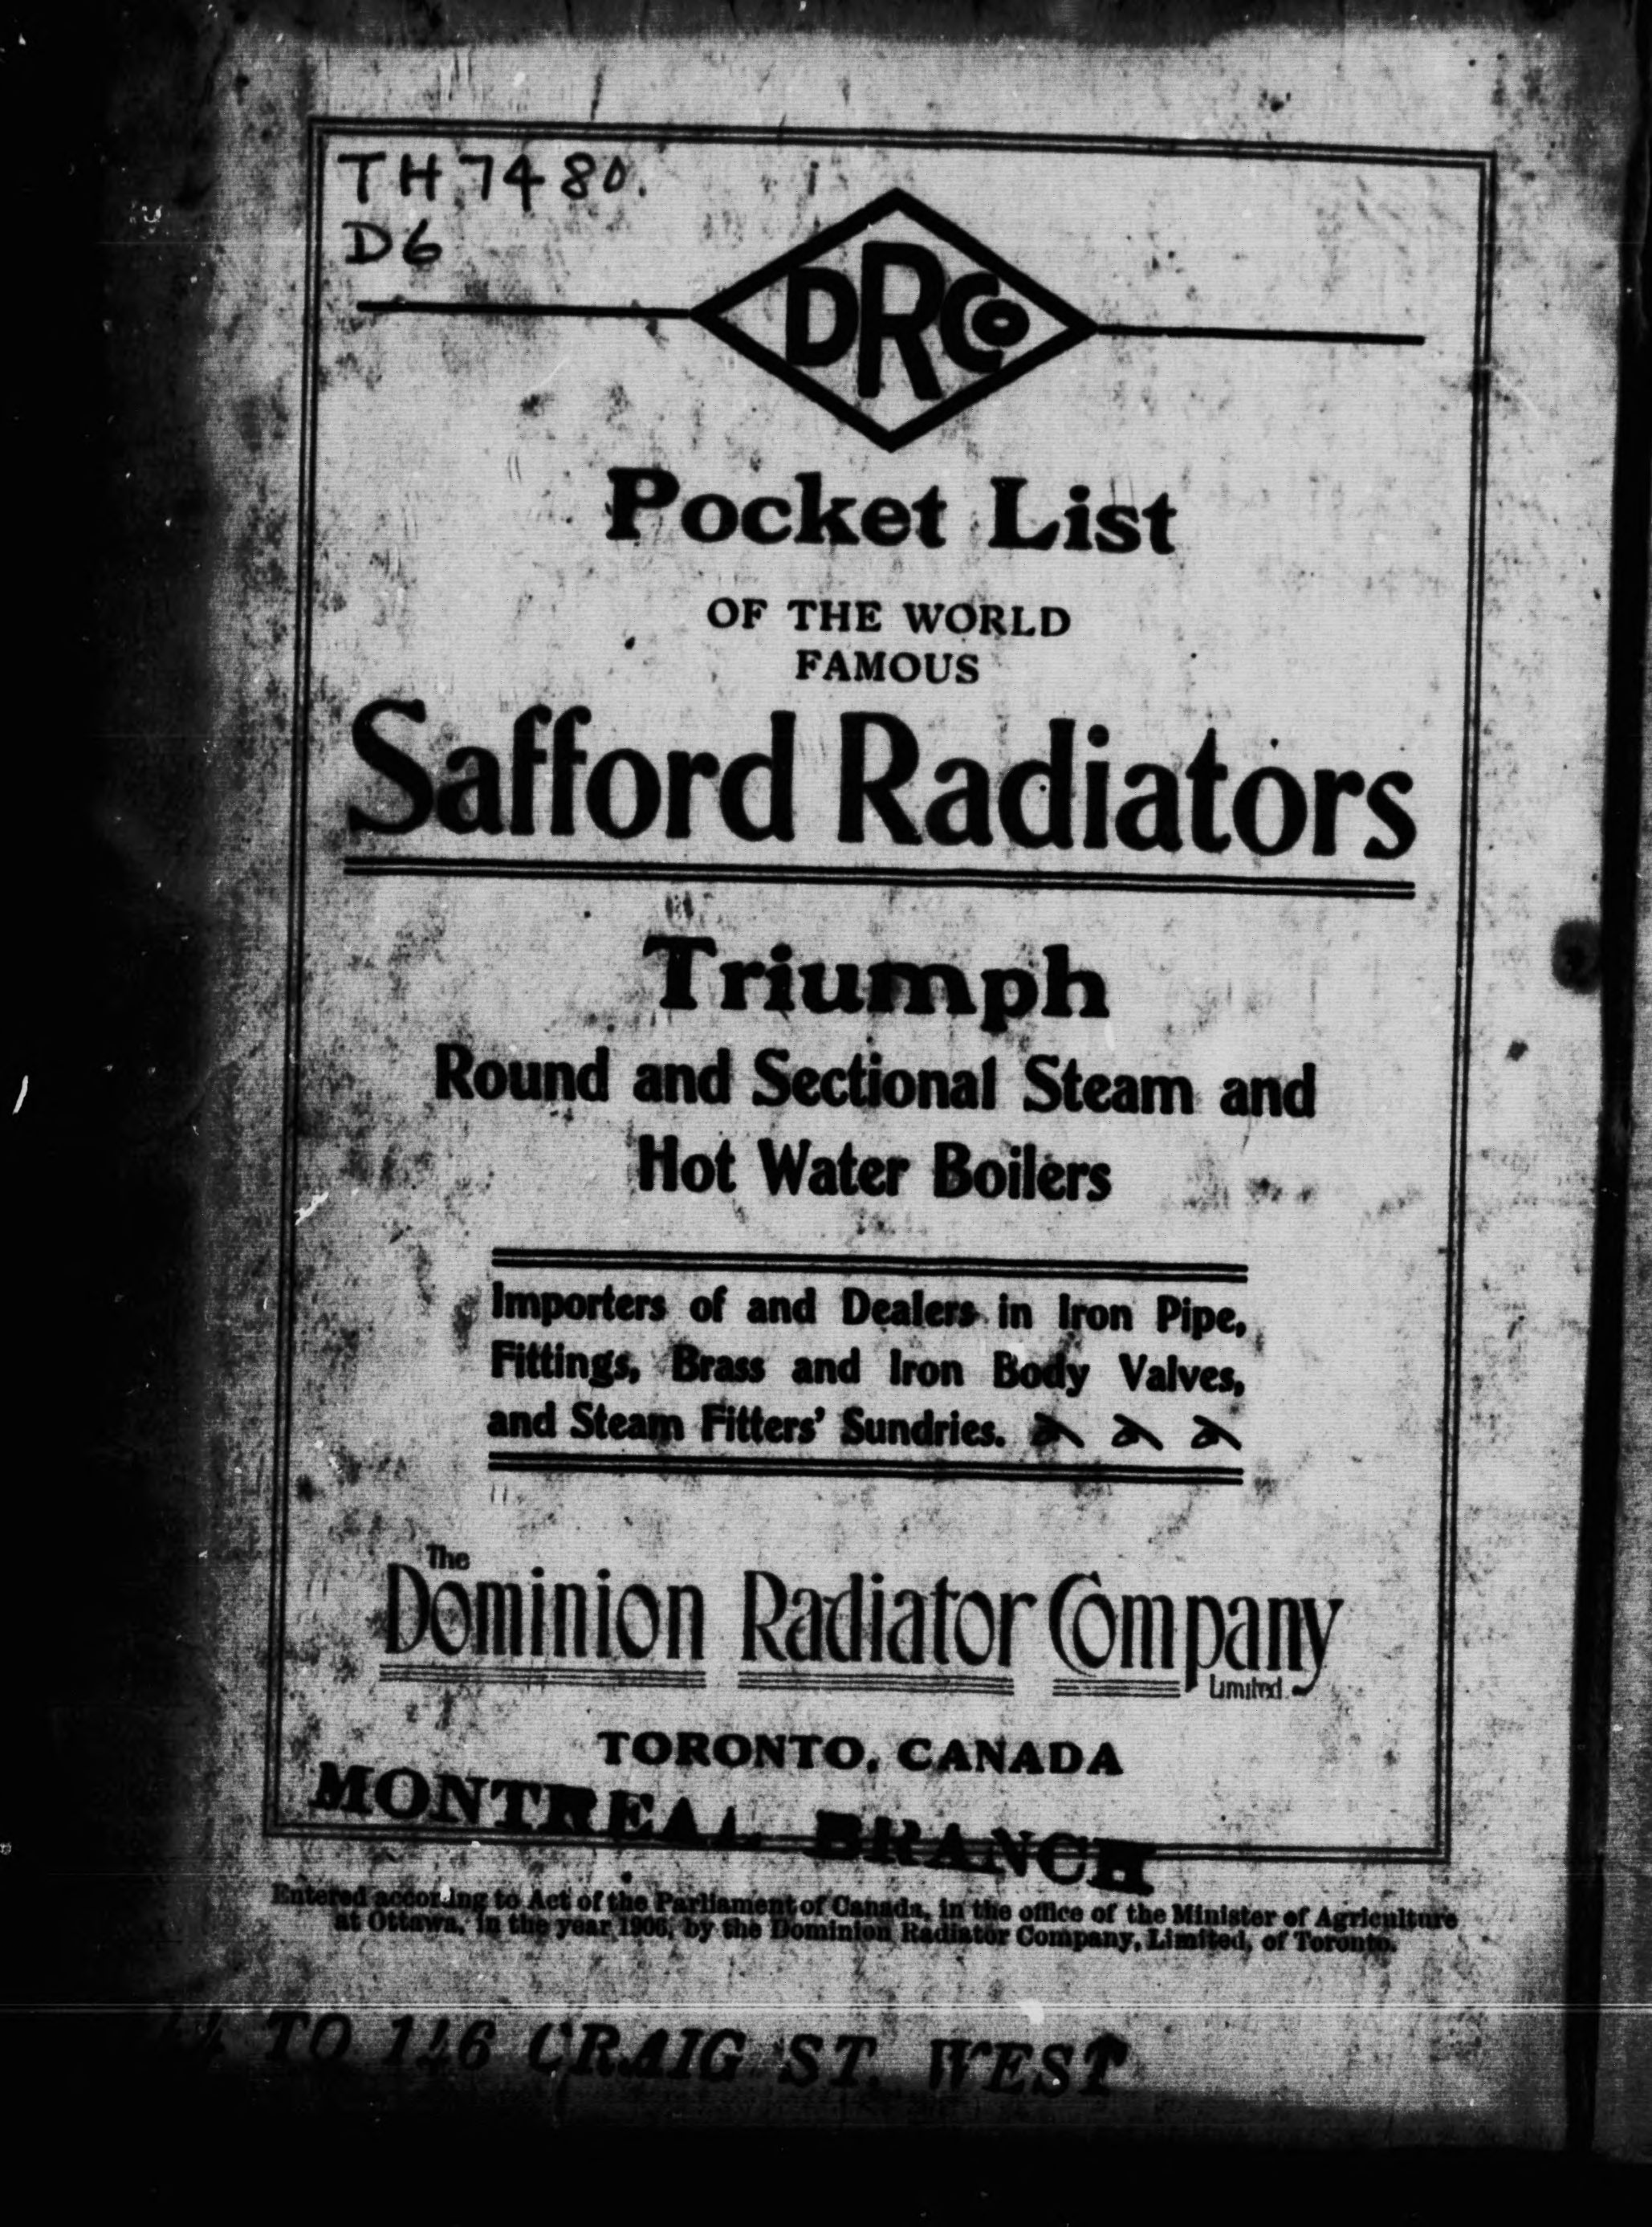 TH7480.
D6
DRCo
Pocket List
OF THE WORLD
FAMOUS
Safford Radiators
Triumph
Round and Sectional Steam and
Hot Water Boilers
Importers of and Dealers in Iron Pipe,
Fittings, Brass and Iron Body Valves,
and Steam Fitters' Sundries.
The
Dominion Radiator Company
Limited
TORONTO, CANADA
MONTREAL BRANCH
Entered according to Act of the Parliament of Canada, in the office of the Minister of Agriculture
at Ottawa, in the year 1906, by the Dominion Radiator Company, Limited, of Toronto.
TO 146 CRAIG ST. WEST